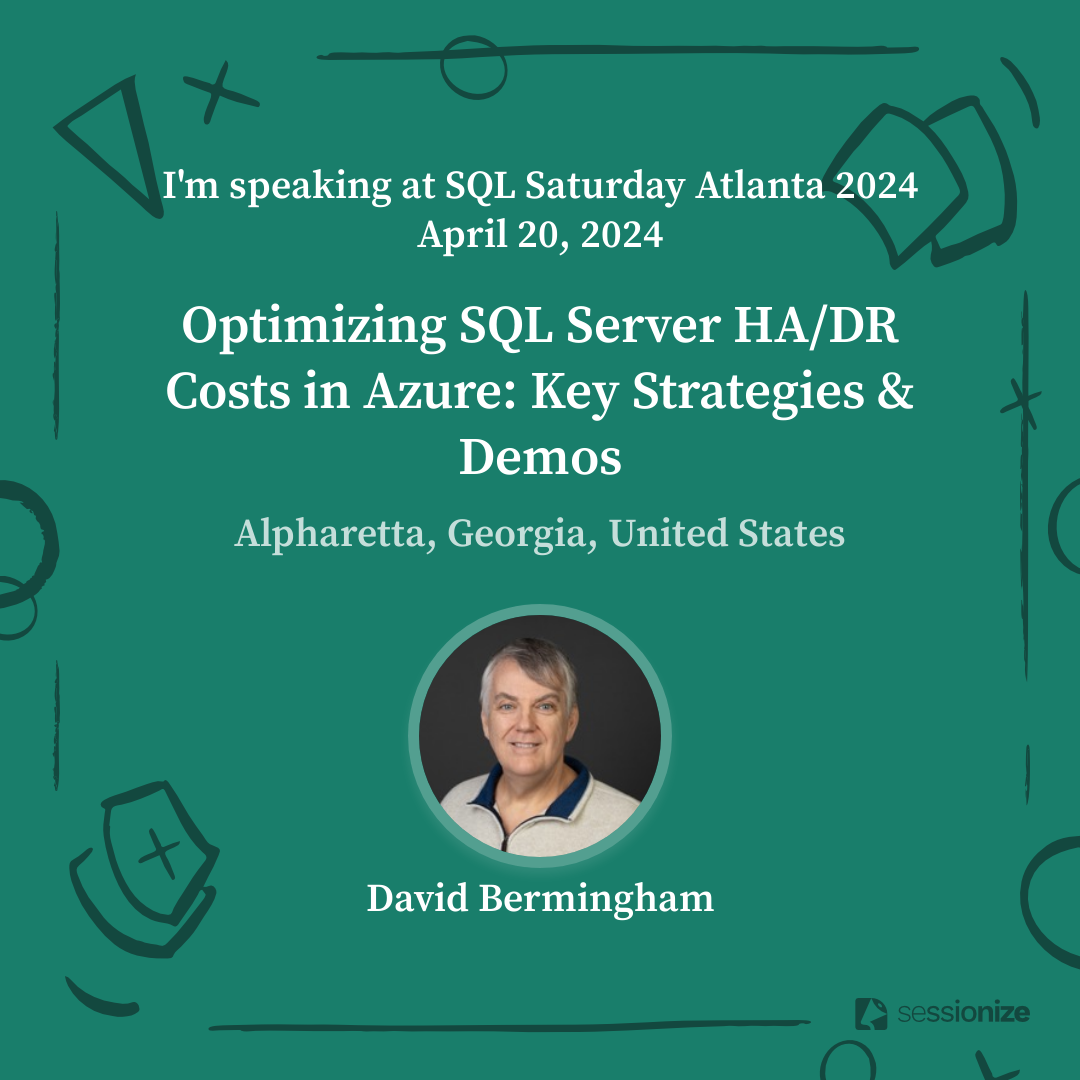 I'm speaking at SQL Saturday Atlanta 2024
April 20, 2024
Optimizing SQL Server HA/DR
Costs in Azure: Key Strategies &
Demos
Alpharetta, Georgia, United States
David Bermingham
sessionize